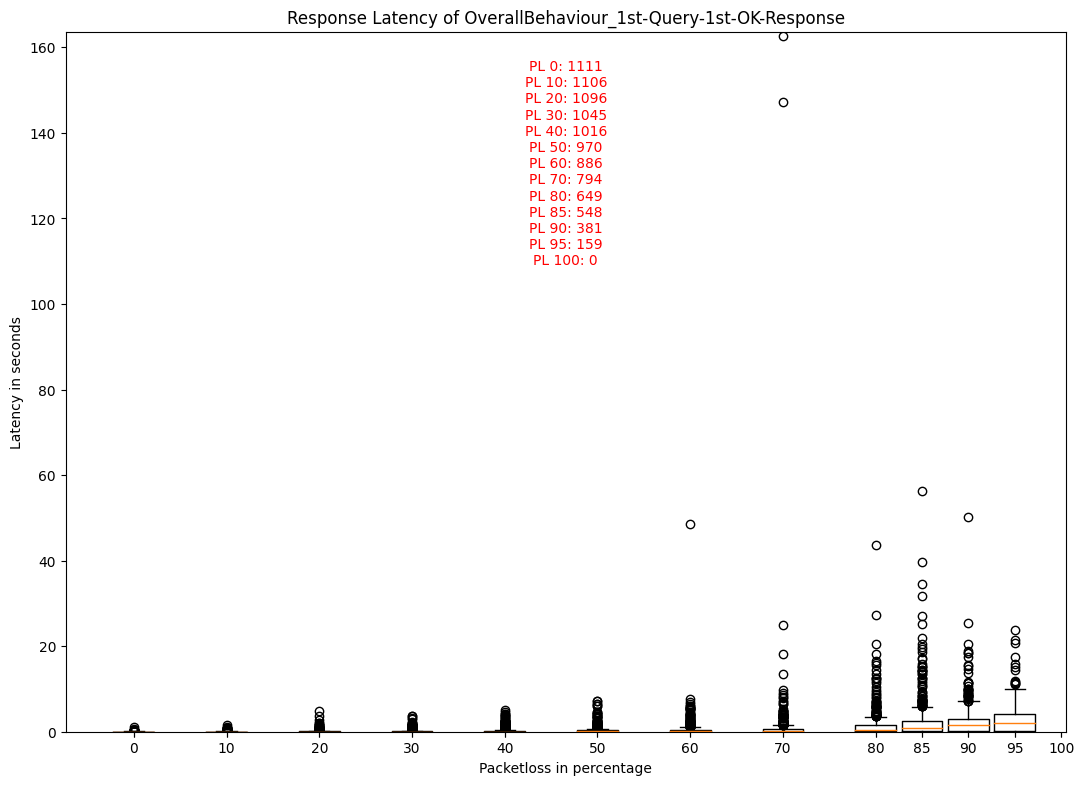 Response Latency of OverallBehaviour_1st-Query-1st-OK-Response
160
140
120
100
80
60
40
20
0
Latency in seconds
PL 0: 1111
PL 10: 1106
PL 20: 1096
PL 30: 1045
PL 40: 1016
PL 50: 970
PL 60: 886
PL 70: 794
PL 80: 649
PL 85: 548
PL 90: 381
PL 95: 159
PL 100: 0
0 10 20 30 40 50 60 70 80 85 90 95 100
Packetloss in percentage